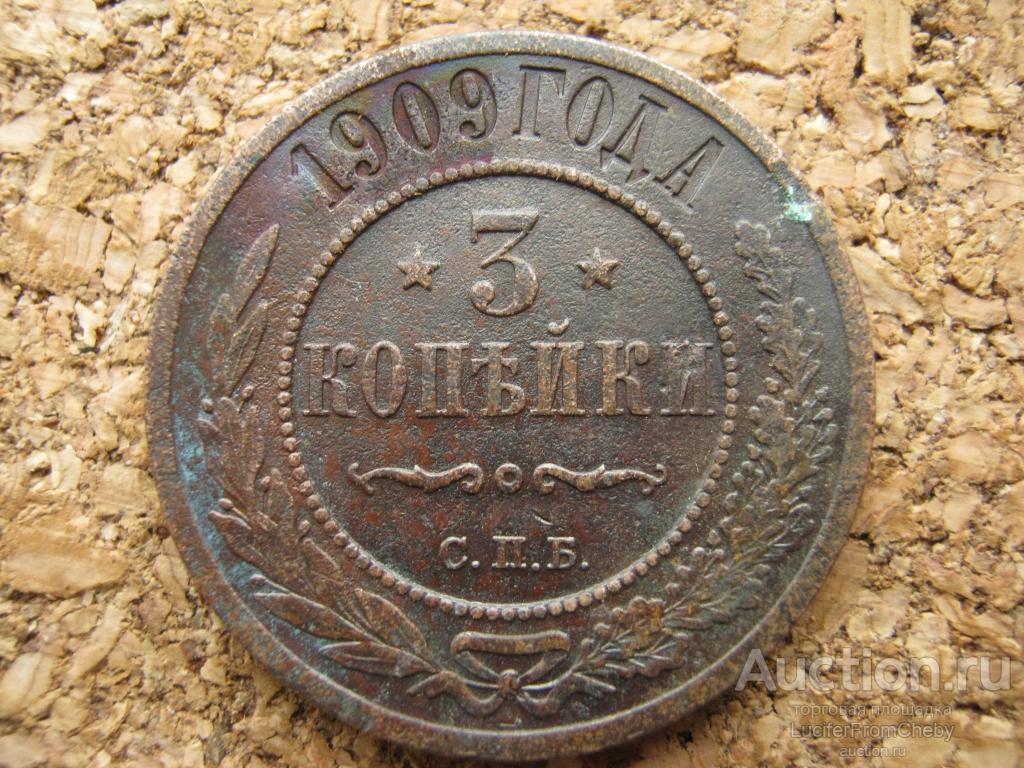 1909 ГОДА
3
КОПѢЙКИ
С.П.Б.
Auction.ru
торговая площадка
LuciferFromCheby
auction.ru